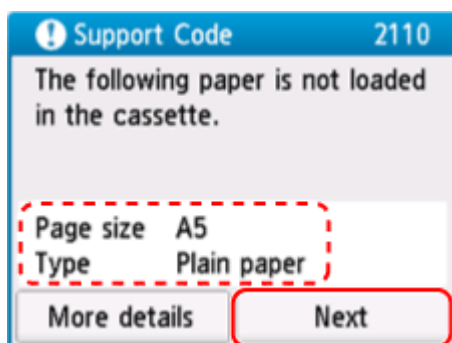 Support Code 2110
The following paper is not loaded
in the cassette.
Page size A5
Type Plain paper
More details Next